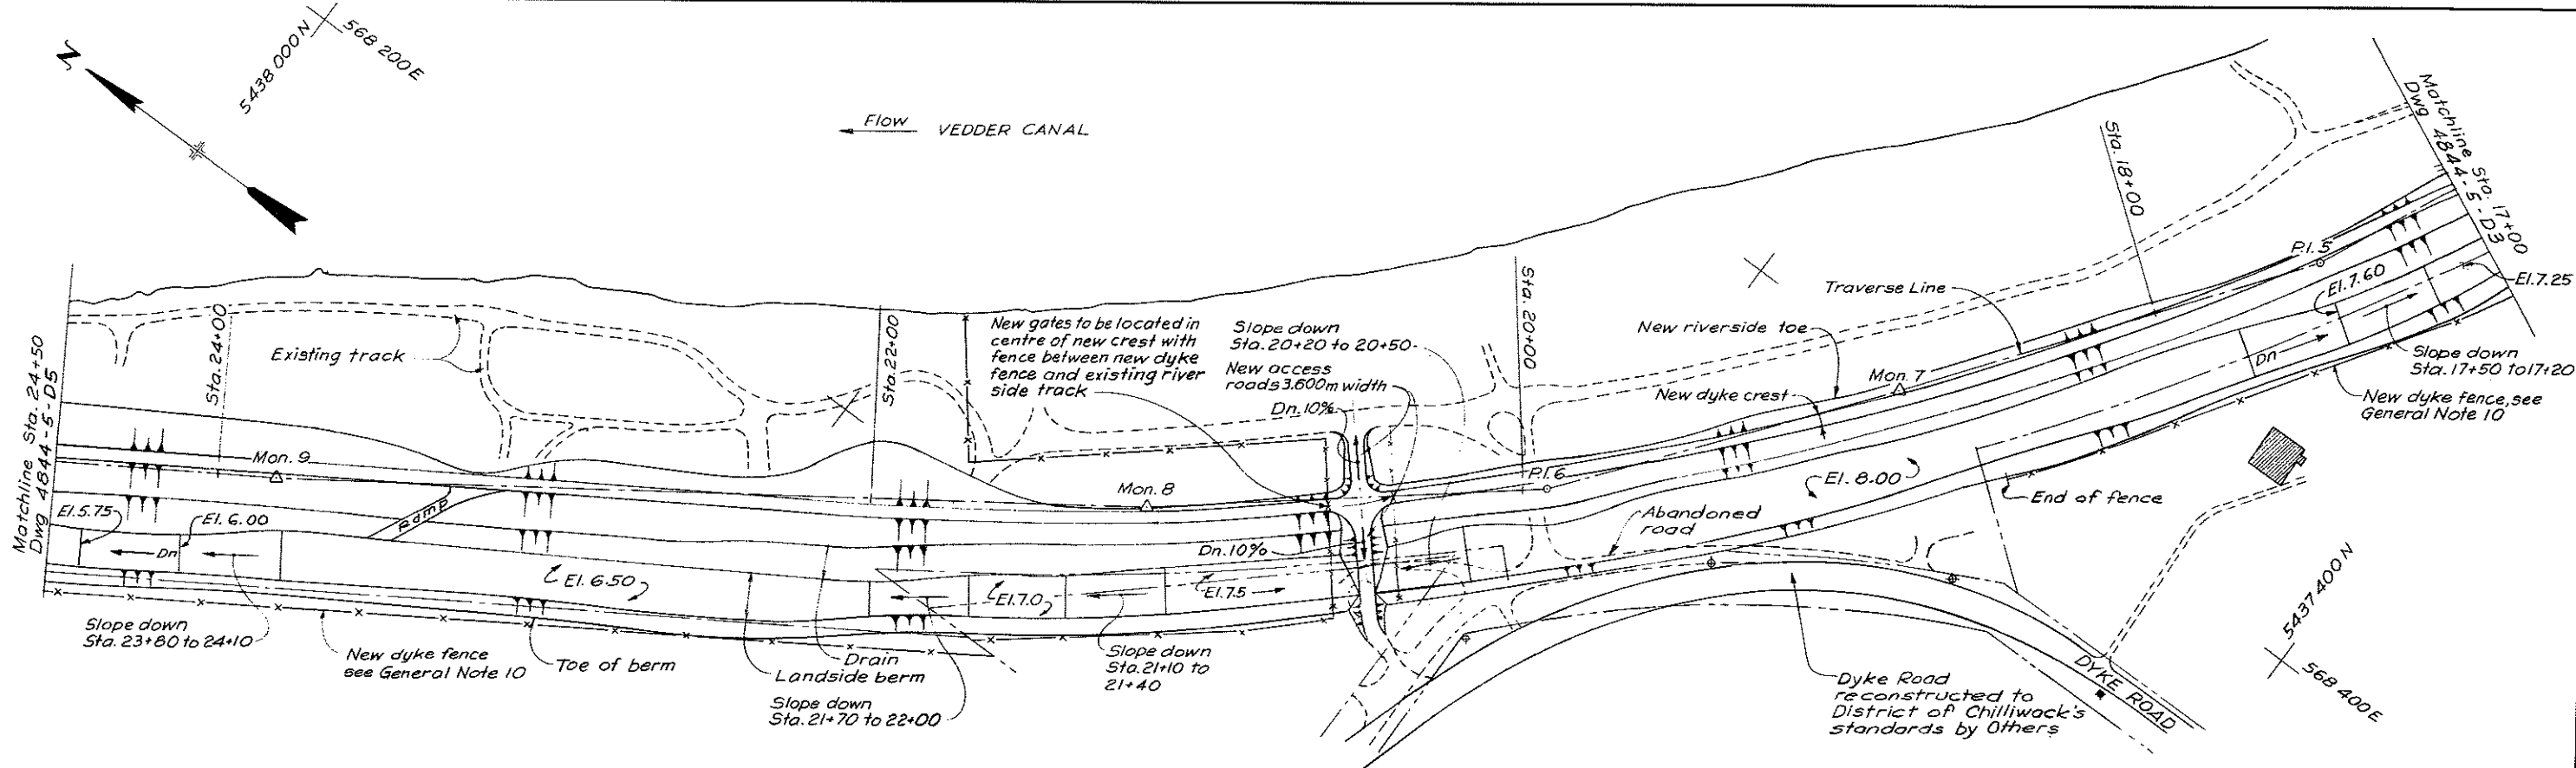 N
5438 000 N
568 200 E
Flow
VEDDER CANAL
Matchline Sta. 17+00
Dwg 4844-5-D3
Sta. 18+00
P.I. 5
El. 7.60
El. 7.25
Traverse Line
New riverside toe
Mon. 7
New dyke crest
Dn
Slope down
Sta. 17+50 to 17+20
New dyke fence, see
General Note 10
End of fence
El. 8.00
Abandoned
road
P.I. 6
Sta. 20+00
Slope down
Sta. 20+20 to 20+50
New access
roads 3.600m width
Dn. 10%
New gates to be located in
centre of new crest with
fence between new dyke
fence and existing river
side track
Sta. 22+00
Existing track
Sta. 24+00
Matchline Sta. 24+50
Dwg 4844-5-D5
Mon. 9
Mon. 8
Ramp
El. 5.75
El. 6.00
Dn
El. 6.50
El. 7.0
El. 7.5
Dn. 10%
Slope down
Sta. 23+80 to 24+10
New dyke fence
see General Note 10
Toe of berm
Drain
Landside berm
Slope down
Sta. 21+70 to 22+00
Slope down
Sta. 21+10 to
21+40
Dyke Road
reconstructed to
District of Chilliwack's
standards by Others
DYKE ROAD
5437 400 N
568 400 E